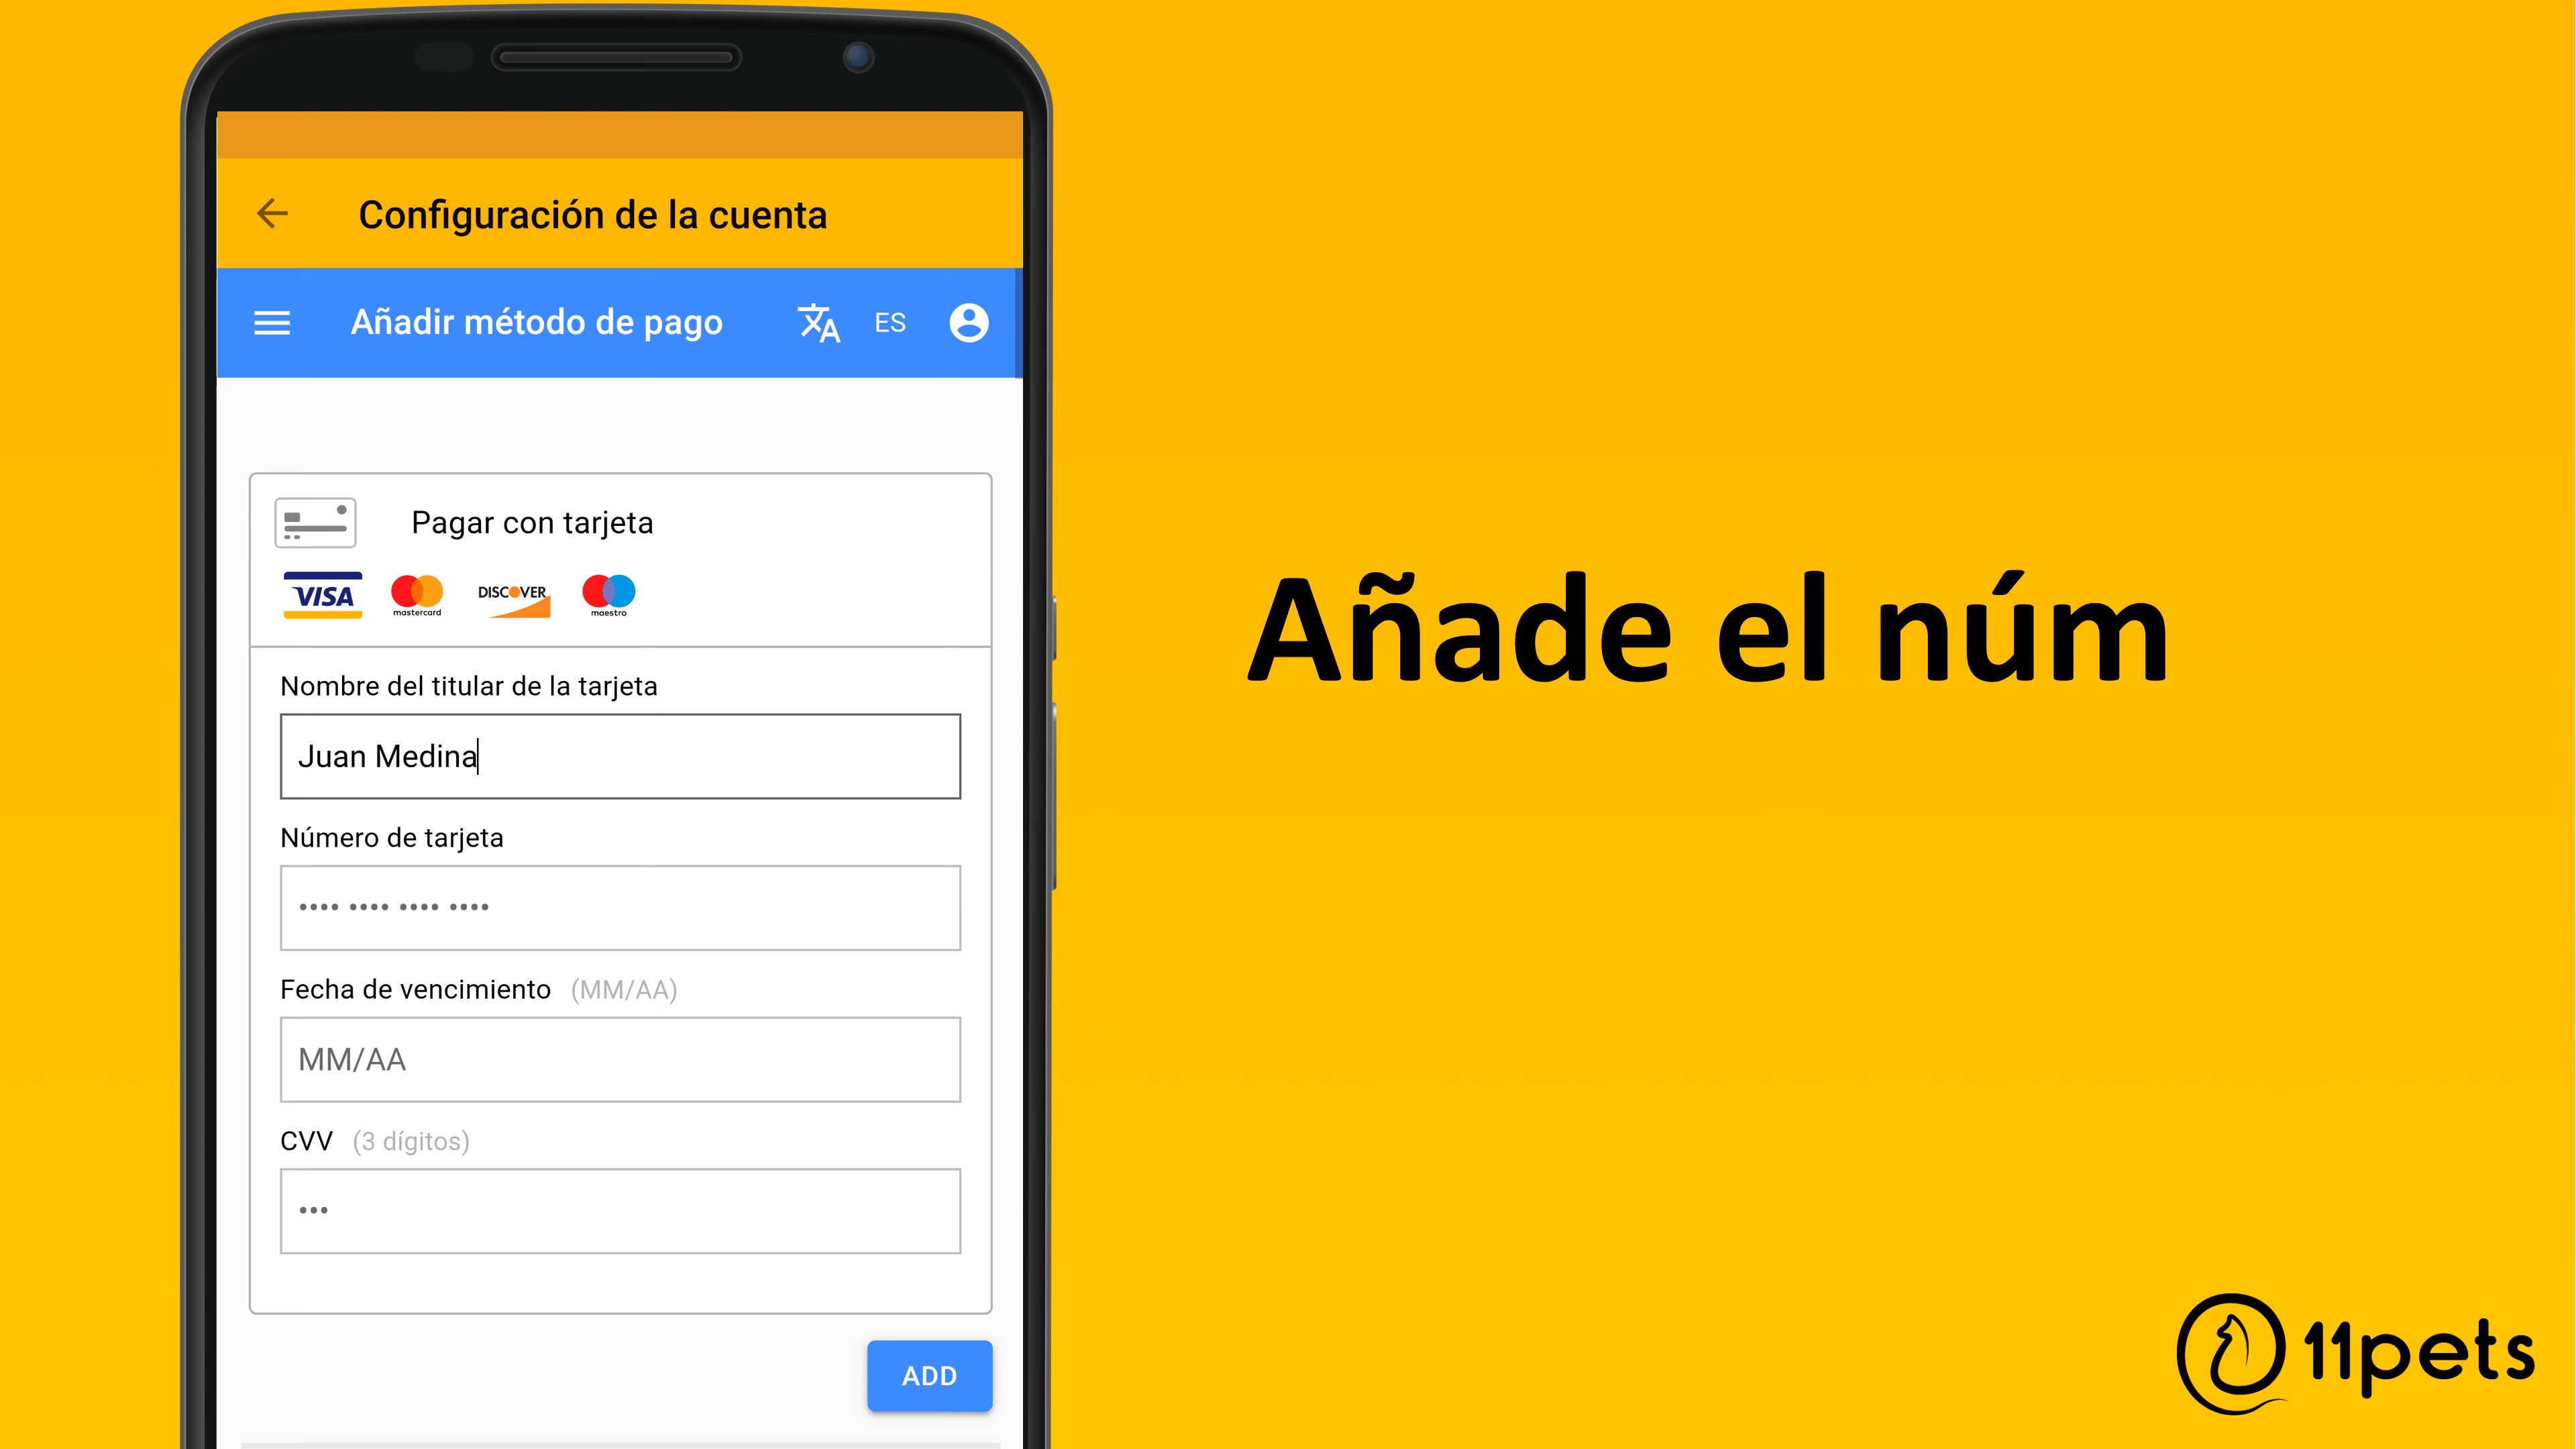 Configuración de la cuenta
Añadir método de pago ES
Pagar con tarjeta
VISA mastercard DISCOVER maestro
Nombre del titular de la tarjeta
Juan Medina
Número de tarjeta
•••• •••• •••• ••••
Fecha de vencimiento (MM/AA)
MM/AA
CVV (3 dígitos)
•••
ADD
Añade el núm
11pets